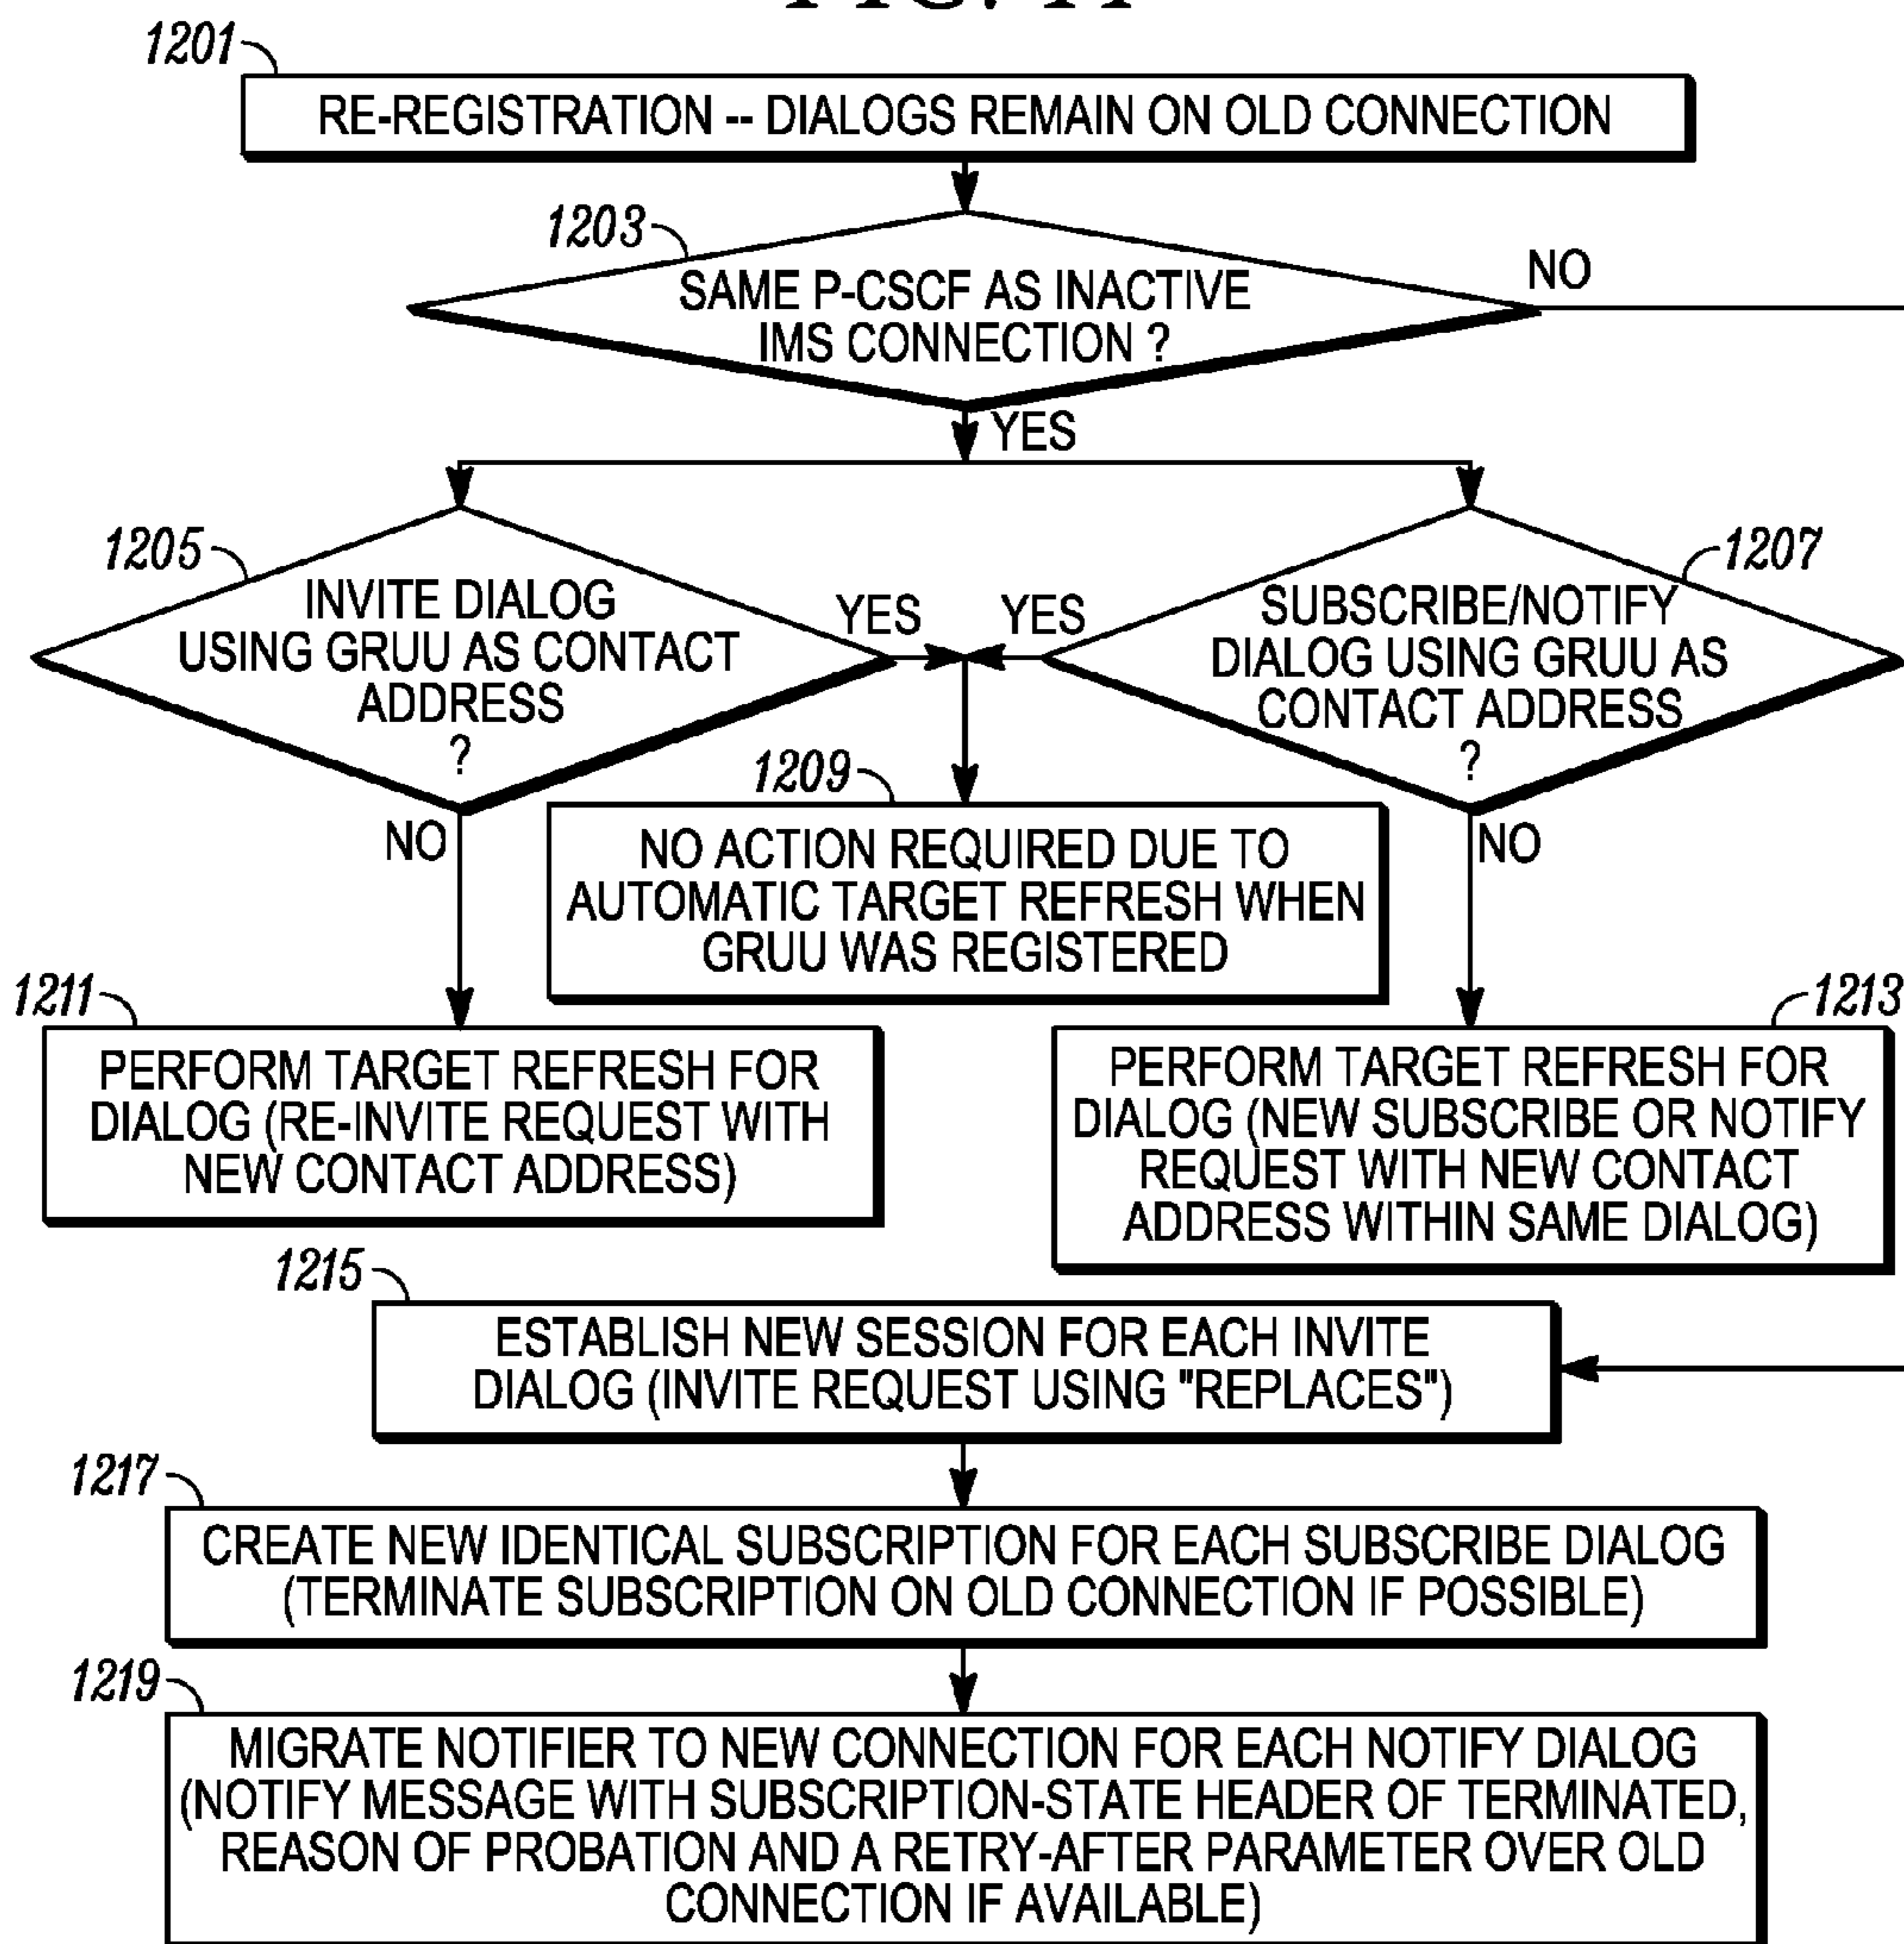 1201
RE-REGISTRATION -- DIALOGS REMAIN ON OLD CONNECTION
1203
SAME P-CSCF AS INACTIVE
IMS CONNECTION ?
NO
YES
1205
INVITE DIALOG
USING GRUU AS CONTACT
ADDRESS
?
YES
YES
1207
SUBSCRIBE/NOTIFY
DIALOG USING GRUU AS
CONTACT ADDRESS
?
NO
1209
NO ACTION REQUIRED DUE TO
AUTOMATIC TARGET REFRESH WHEN
GRUU WAS REGISTERED
NO
1211
PERFORM TARGET REFRESH FOR
DIALOG (RE-INVITE REQUEST WITH
NEW CONTACT ADDRESS)
1213
PERFORM TARGET REFRESH FOR
DIALOG (NEW SUBSCRIBE OR NOTIFY
REQUEST WITH NEW CONTACT
ADDRESS WITHIN SAME DIALOG)
1215
ESTABLISH NEW SESSION FOR EACH INVITE
DIALOG (INVITE REQUEST USING "REPLACES")
1217
CREATE NEW IDENTICAL SUBSCRIPTION FOR EACH SUBSCRIBE DIALOG
(TERMINATE SUBSCRIPTION ON OLD CONNECTION IF POSSIBLE)
1219
MIGRATE NOTIFIER TO NEW CONNECTION FOR EACH NOTIFY DIALOG
(NOTIFY MESSAGE WITH SUBSCRIPTION-STATE HEADER OF TERMINATED,
REASON OF PROBATION AND A RETRY-AFTER PARAMETER OVER OLD
CONNECTION IF AVAILABLE)